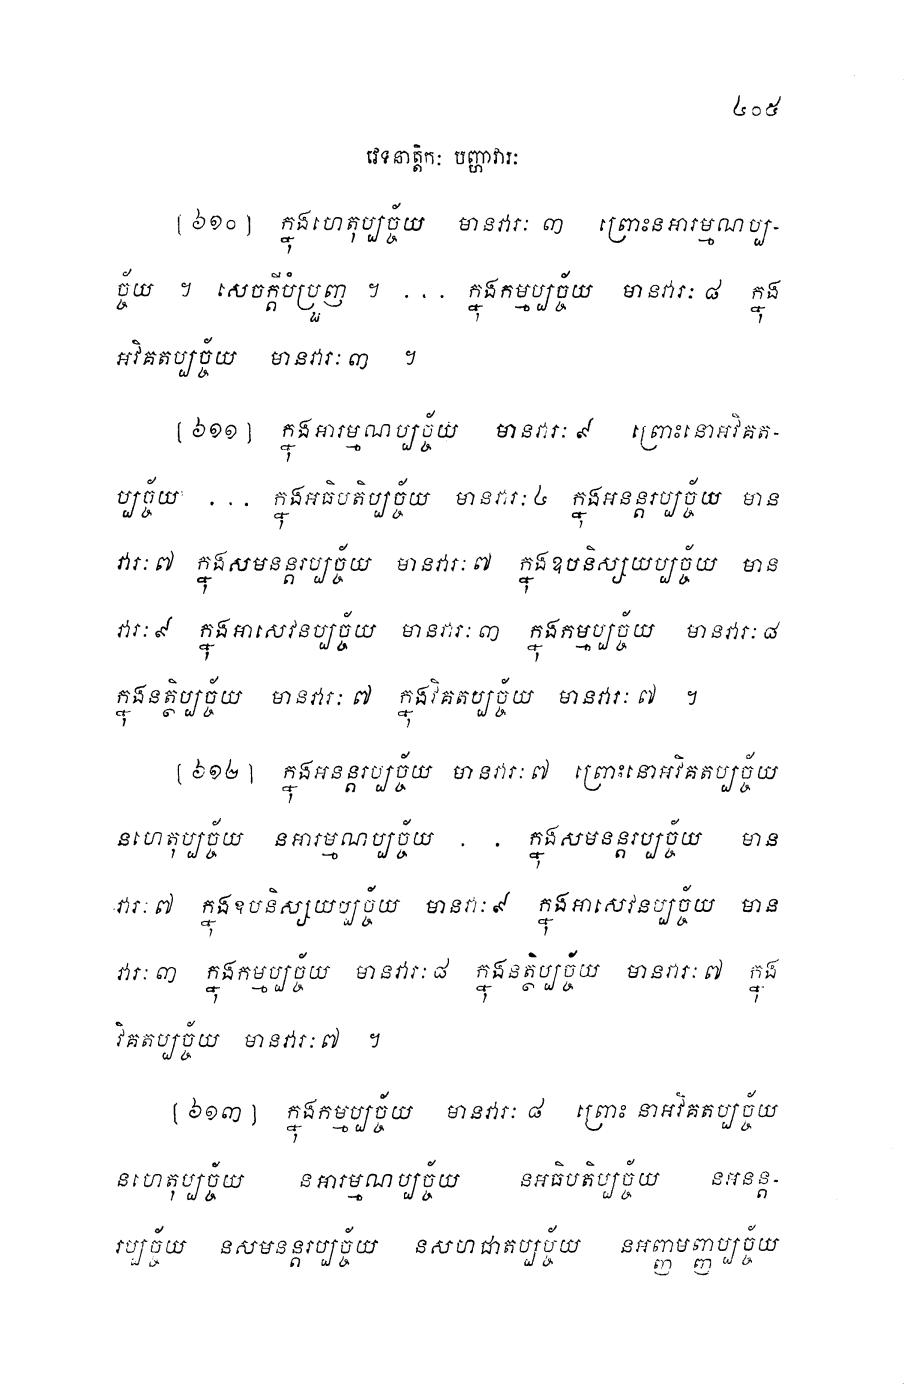 ៤០៥
វេទនាត្តិកៈ បញ្ហាវារៈ
[៦១០] ក្នុងហេតុប្បច្ច័យ មានវារៈ ៣ ព្រោះនអារម្មណប្ប-
ច្ច័យ ។ សេចក្តីបំប្រួញ ។ ... ក្នុងកម្មប្បច្ច័យ មានវារៈ ៨ ក្នុង
អវិគតប្បច្ច័យ មានវារៈ ៣ ។
[៦១១] ក្នុងអារម្មណប្បច្ច័យ មានវារៈ ៩ ព្រោះនោអវិគត-
ប្បច្ច័យ ... ក្នុងអធិបតិប្បច្ច័យ មានវារៈ ៤ ក្នុងអនន្តរប្បច្ច័យ មាន
វារៈ ៧ ក្នុងសមនន្តរប្បច្ច័យ មានវារៈ ៧ ក្នុងឧបនិស្សយប្បច្ច័យ មាន
វារៈ ៩ ក្នុងអាសេវនប្បច្ច័យ មានវារៈ ៣ ក្នុងកម្មប្បច្ច័យ មានវារៈ ៨
ក្នុងនត្ថិប្បច្ច័យ មានវារៈ ៧ ក្នុងវិគតប្បច្ច័យ មានវារៈ ៧ ។
[៦១២] ក្នុងអនន្តរប្បច្ច័យ មានវារៈ ៧ ព្រោះនោអវិគតប្បច្ច័យ
នហេតុប្បច្ច័យ នអារម្មណប្បច្ច័យ . . ក្នុងសមនន្តរប្បច្ច័យ មាន
វារៈ ៧ ក្នុងឧបនិស្សយប្បច្ច័យ មានវារៈ ៩ ក្នុងអាសេវនប្បច្ច័យ មាន
វារៈ ៣ ក្នុងកម្មប្បច្ច័យ មានវារៈ ៨ ក្នុងនត្ថិប្បច្ច័យ មានវារៈ ៧ ក្នុង
វិគតប្បច្ច័យ មានវារៈ ៧ ។
[៦១៣] ក្នុងកម្មប្បច្ច័យ មានវារៈ ៨ ព្រោះ នោអវិគតប្បច្ច័យ
នហេតុប្បច្ច័យ នអារម្មណប្បច្ច័យ នអធិបតិប្បច្ច័យ នអនន្ត-
រប្បច្ច័យ នសមនន្តរប្បច្ច័យ នសហជាតប្បច្ច័យ នអញ្ញមញ្ញប្បច្ច័យ